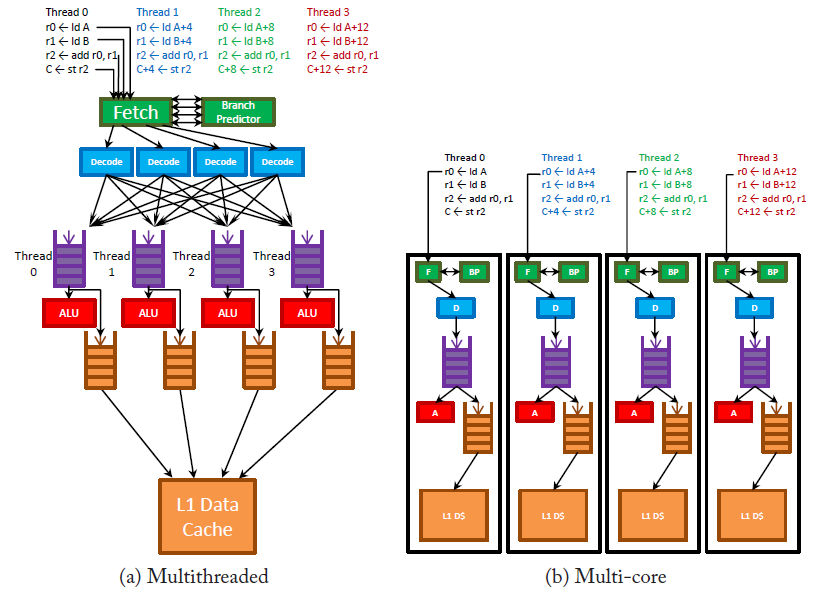 Thread 0 Thread 1 Thread 2 Thread 3
r0 ← ld A r0 ← ld A+4 r0 ← ld A+8 r0 ← ld A+12
r1 ← ld B r1 ← ld B+4 r1 ← ld B+8 r1 ← ld B+12
r2 ← add r0, r1 r2 ← add r0, r1 r2 ← add r0, r1 r2 ← add r0, r1
C ← st r2 C+4 ← st r2 C+8 ← st r2 C+12 ← st r2
Fetch
Branch
Predictor
Decode Decode Decode Decode
Thread Thread Thread Thread
0 1 2 3
ALU ALU ALU ALU
L1 Data
Cache
(a) Multithreaded
Thread 0 Thread 1 Thread 2 Thread 3
r0 ← ld A r0 ← ld A+4 r0 ← ld A+8 r0 ← ld A+12
r1 ← ld B r1 ← ld B+4 r1 ← ld B+8 r1 ← ld B+12
r2 ← add r0, r1 r2 ← add r0, r1 r2 ← add r0, r1 r2 ← add r0, r1
C ← st r2 C+4 ← st r2 C+8 ← st r2 C+12 ← st r2
F BP F BP F BP F BP
D D D D
A A A A
L1 D$ L1 D$ L1 D$ L1 D$
(b) Multi-core